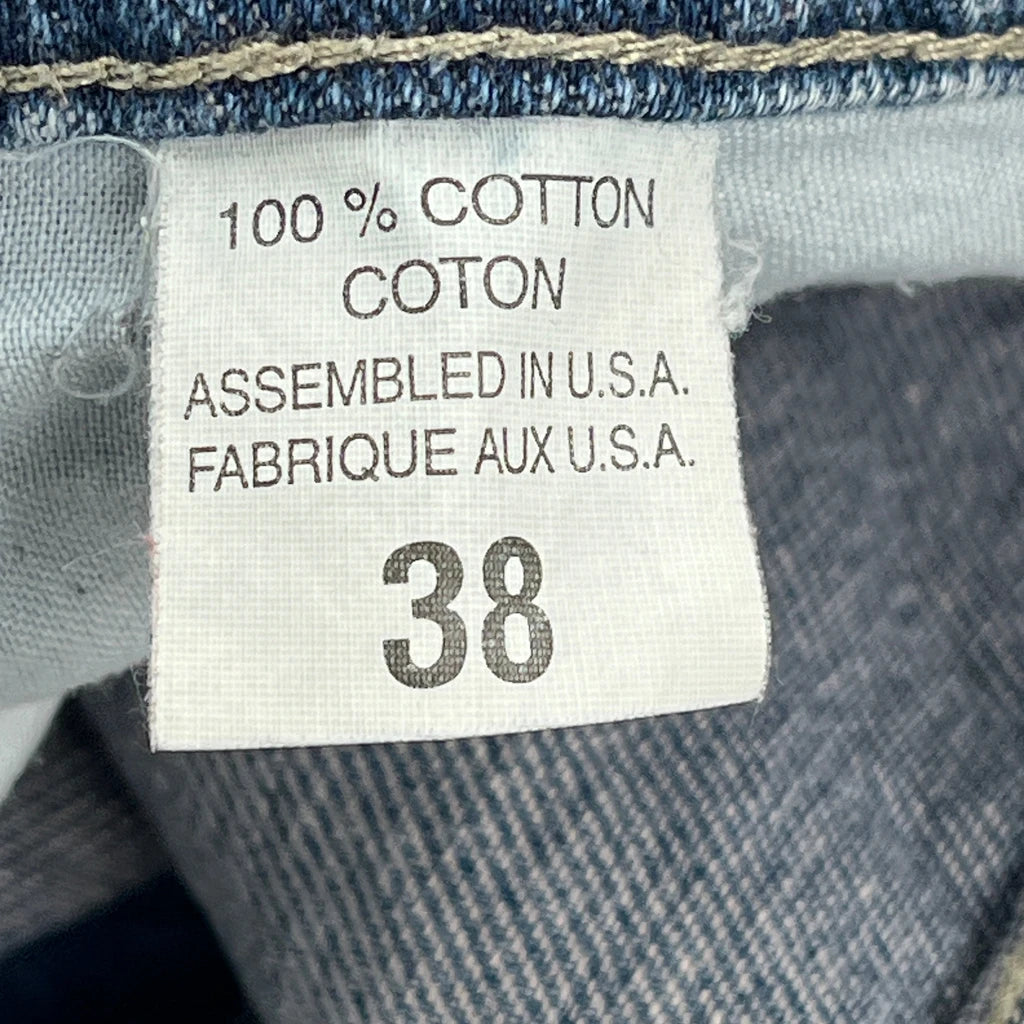 100 % COTTON
COTON
ASSEMBLED IN U.S.A.
FABRIQUE AUX U.S.A.
38